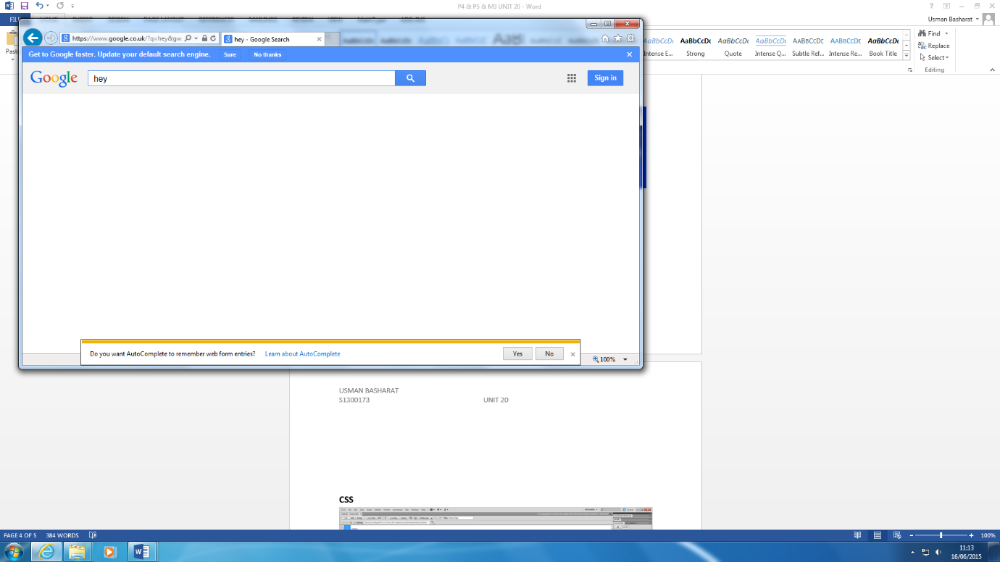 P4 & P5 & M3 UNIT 20 - Word
Usman Basharat
FILE
https://www.google.co.uk/?q=hey&gw
hey - Google Search
Get to Google faster. Update your default search engine.
Sure
No thanks
Google
hey
Sign in
Paste
AaBbCcDc
AaBbCcDc
AaBbCcDc
AaBbCcDc
AaBbCcDc
AaBbCcDc
AaBbCcDc
Intense E...
Strong
Quote
Intense Q...
Subtle Ref...
Intense Re...
Book Title
Find
Replace
Select
Editing
Do you want AutoComplete to remember web form entries?
Learn about AutoComplete
Yes
No
100%
USMAN BASHARAT
S1300173
UNIT 20
CSS
PAGE 4 OF 5
384 WORDS
100%
11:13
16/06/2015